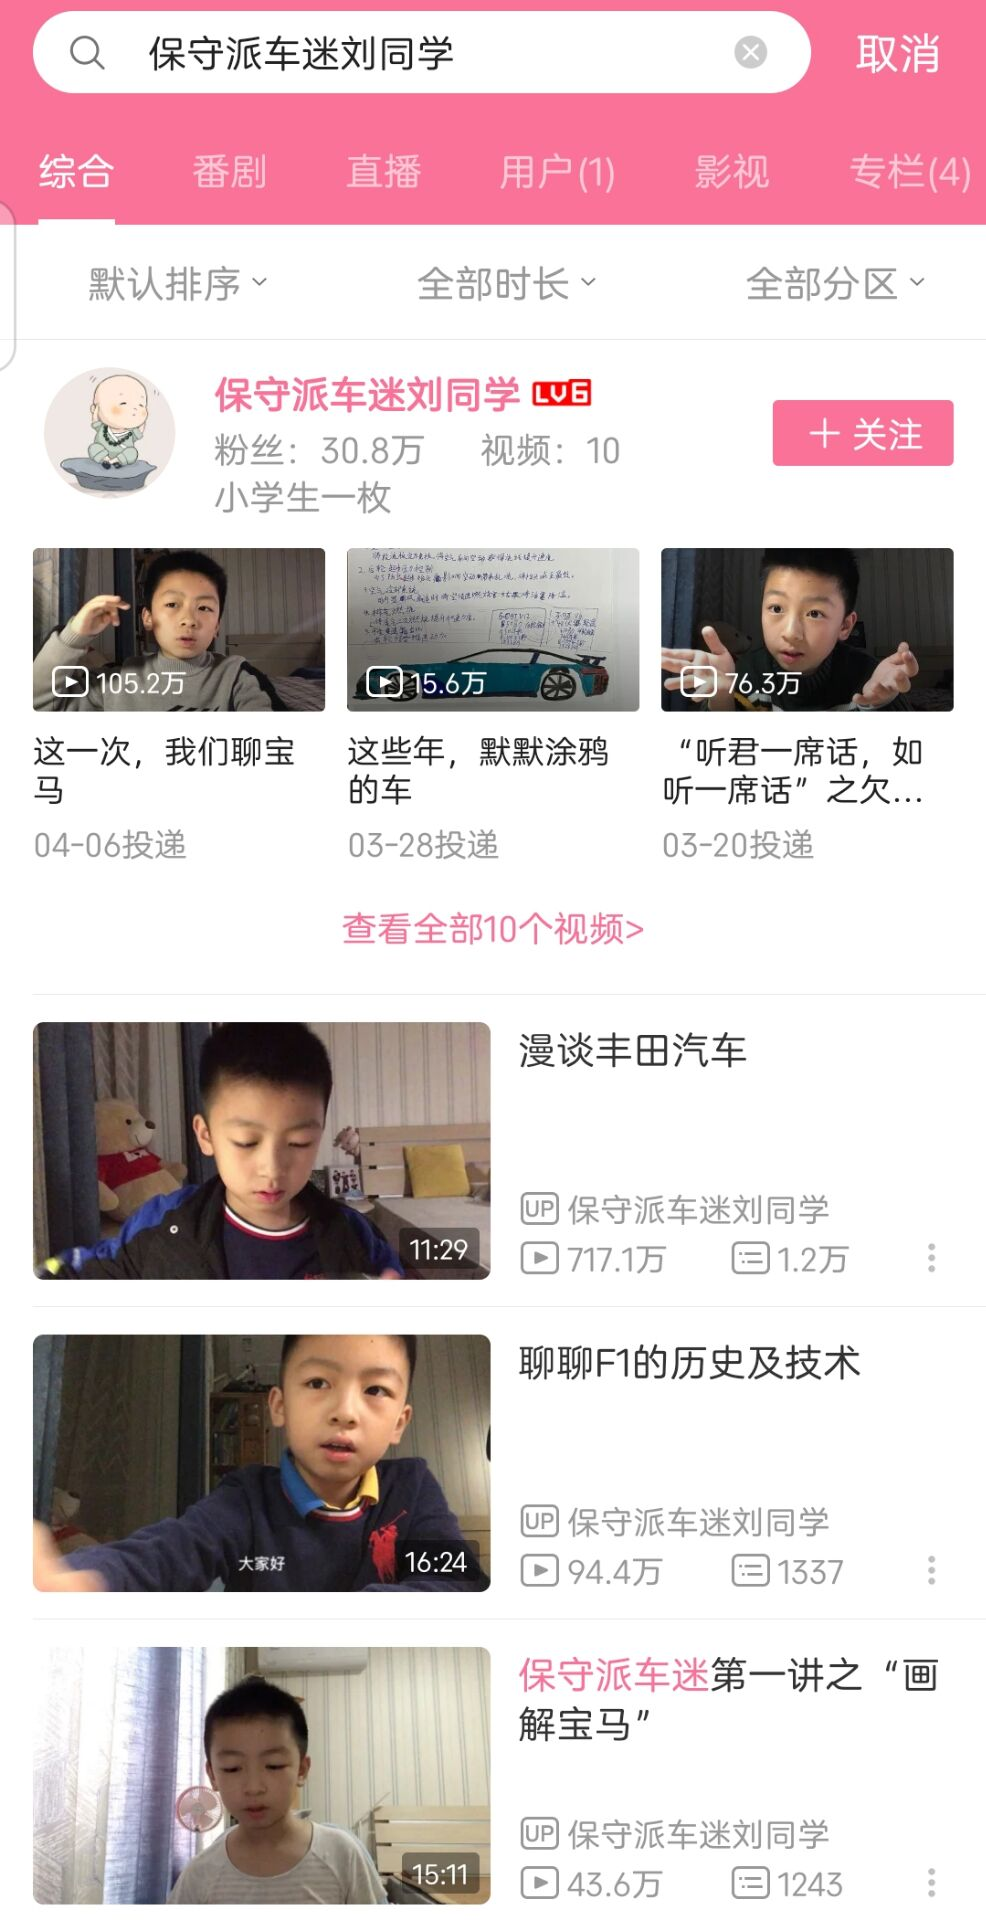 保守派车迷刘同学
取消
综合 番剧 直播 用户(1) 影视 专栏(4)
默认排序 全部时长 全部分区
保守派车迷刘同学 LV6
粉丝：30.8万 视频：10
+ 关注
小学生一枚
105.2万 15.6万 76.3万
这一次，我们聊宝
马
04-06投递
这些年，默默涂鸦
的车
03-28投递
“听君一席话，如
听一席话”之欠...
03-20投递
查看全部10个视频>
漫谈丰田汽车
11:29
UP 保守派车迷刘同学
717.1万 1.2万
聊聊F1的历史及技术
大家好
16:24
UP 保守派车迷刘同学
94.4万 1337
保守派车迷第一讲之“画
解宝马”
15:11
UP 保守派车迷刘同学
43.6万 1243